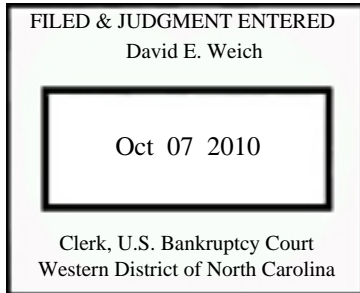 FILED & JUDGMENT ENTERED
David E. Weich
Oct 07 2010
Clerk, U.S. Bankruptcy Court
Western District of North Carolina